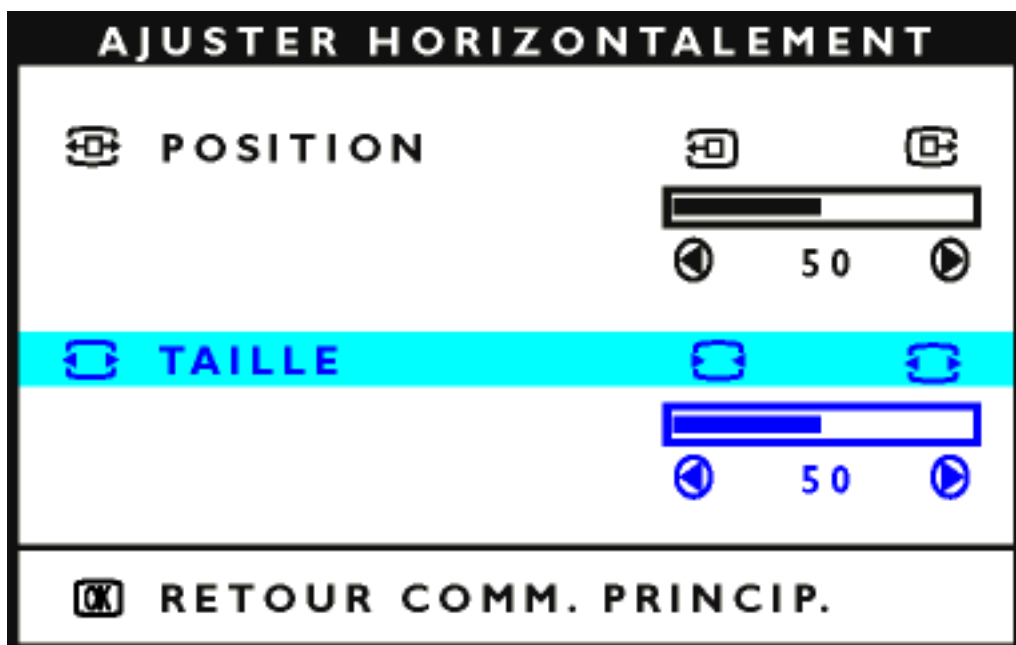 AJUSTER HORIZONTALEMENT
POSITION
50
TAILLE
50
OK RETOUR COMM. PRINCIP.